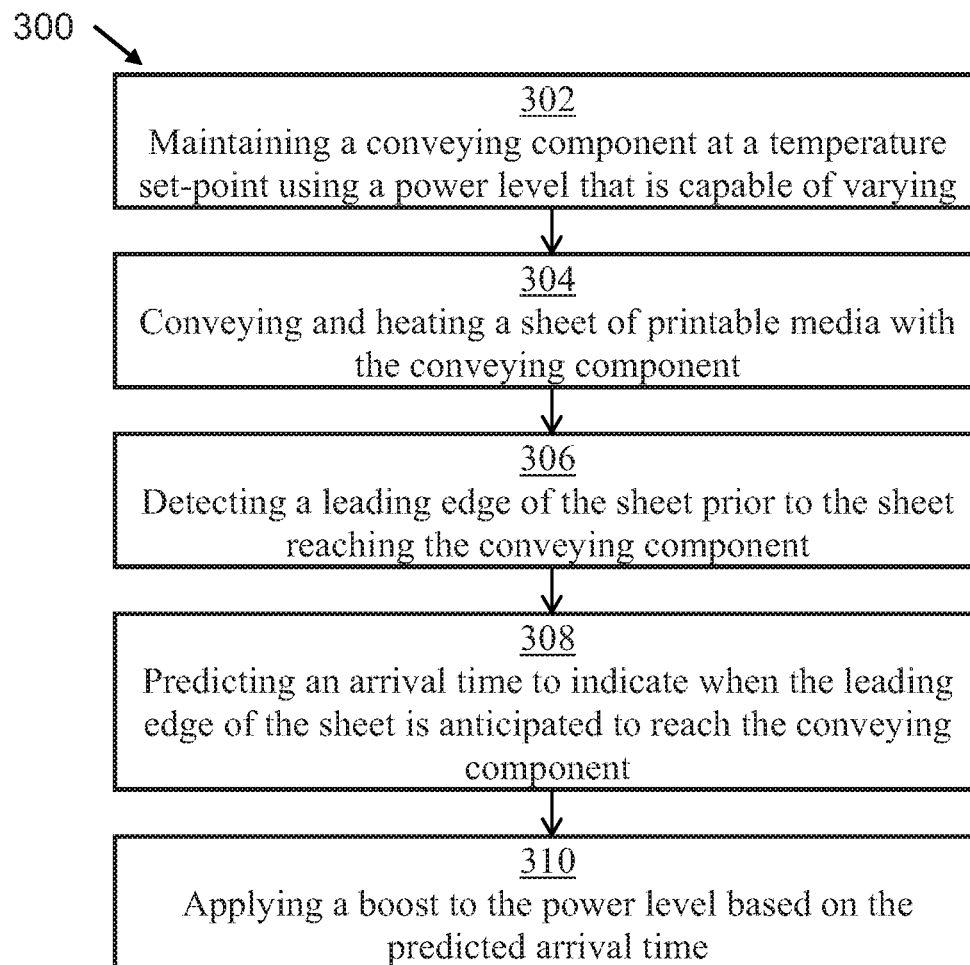 300
302
Maintaining a conveying component at a temperature
set-point using a power level that is capable of varying
304
Conveying and heating a sheet of printable media with
the conveying component
306
Detecting a leading edge of the sheet prior to the sheet
reaching the conveying component
308
Predicting an arrival time to indicate when the leading
edge of the sheet is anticipated to reach the conveying
component
310
Applying a boost to the power level based on the
predicted arrival time